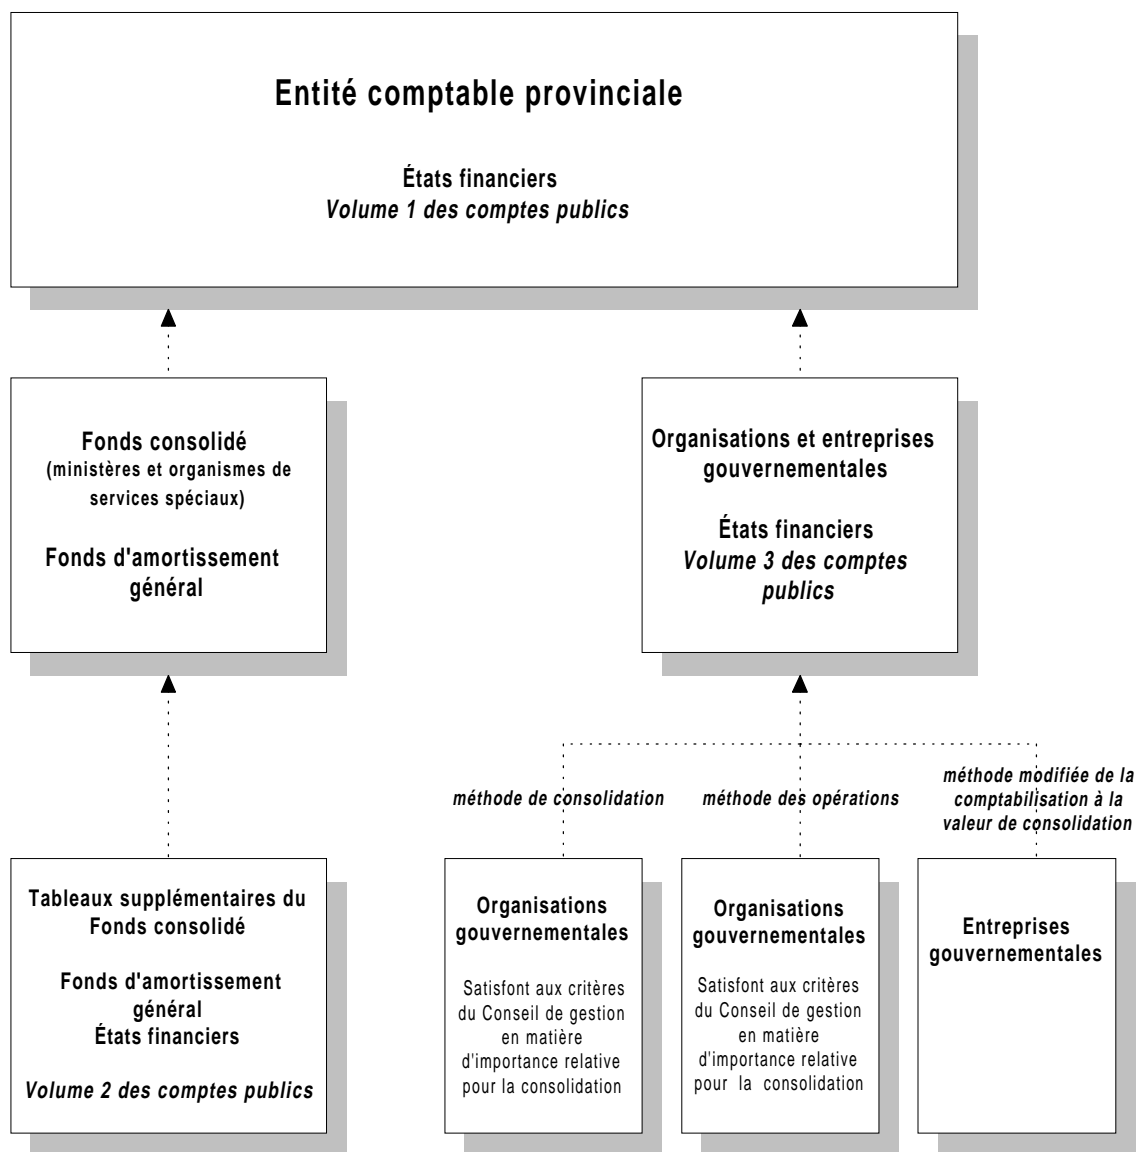 Entité comptable provinciale
États financiers
Volume 1 des comptes publics
Fonds consolidé
(ministères et organismes de
services spéciaux)
Fonds d'amortissement
général
Organisations et entreprises
gouvernementales
États financiers
Volume 3 des comptes
publics
méthode de consolidation
méthode des opérations
méthode modifiée de la
comptabilisation à la
valeur de consolidation
Tableaux supplémentaires du
Fonds consolidé
Fonds d'amortissement
général
États financiers
Volume 2 des comptes publics
Organisations
gouvernementales
Satisfont aux critères
du Conseil de gestion
en matière
d'importance relative
pour la consolidation
Organisations
gouvernementales
Satisfont aux critères
du Conseil de gestion
en matière
d'importance relative
pour la consolidation
Entreprises
gouvernementales